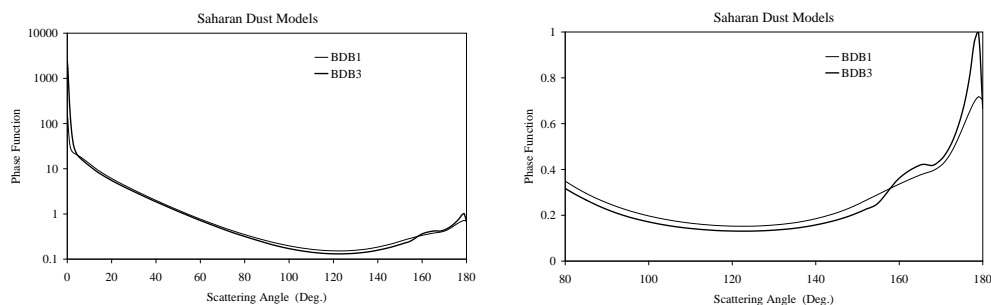 Saharan Dust Models
10000
1000
100
10
1
0.1
Phase Function
BDB1
BDB3
0 20 40 60 80 100 120 140 160 180
Scattering Angle (Deg.)
Saharan Dust Models
1
0.8
0.6
0.4
0.2
0
Phase Function
BDB1
BDB3
80 100 120 140 160 180
Scattering Angle (Deg.)